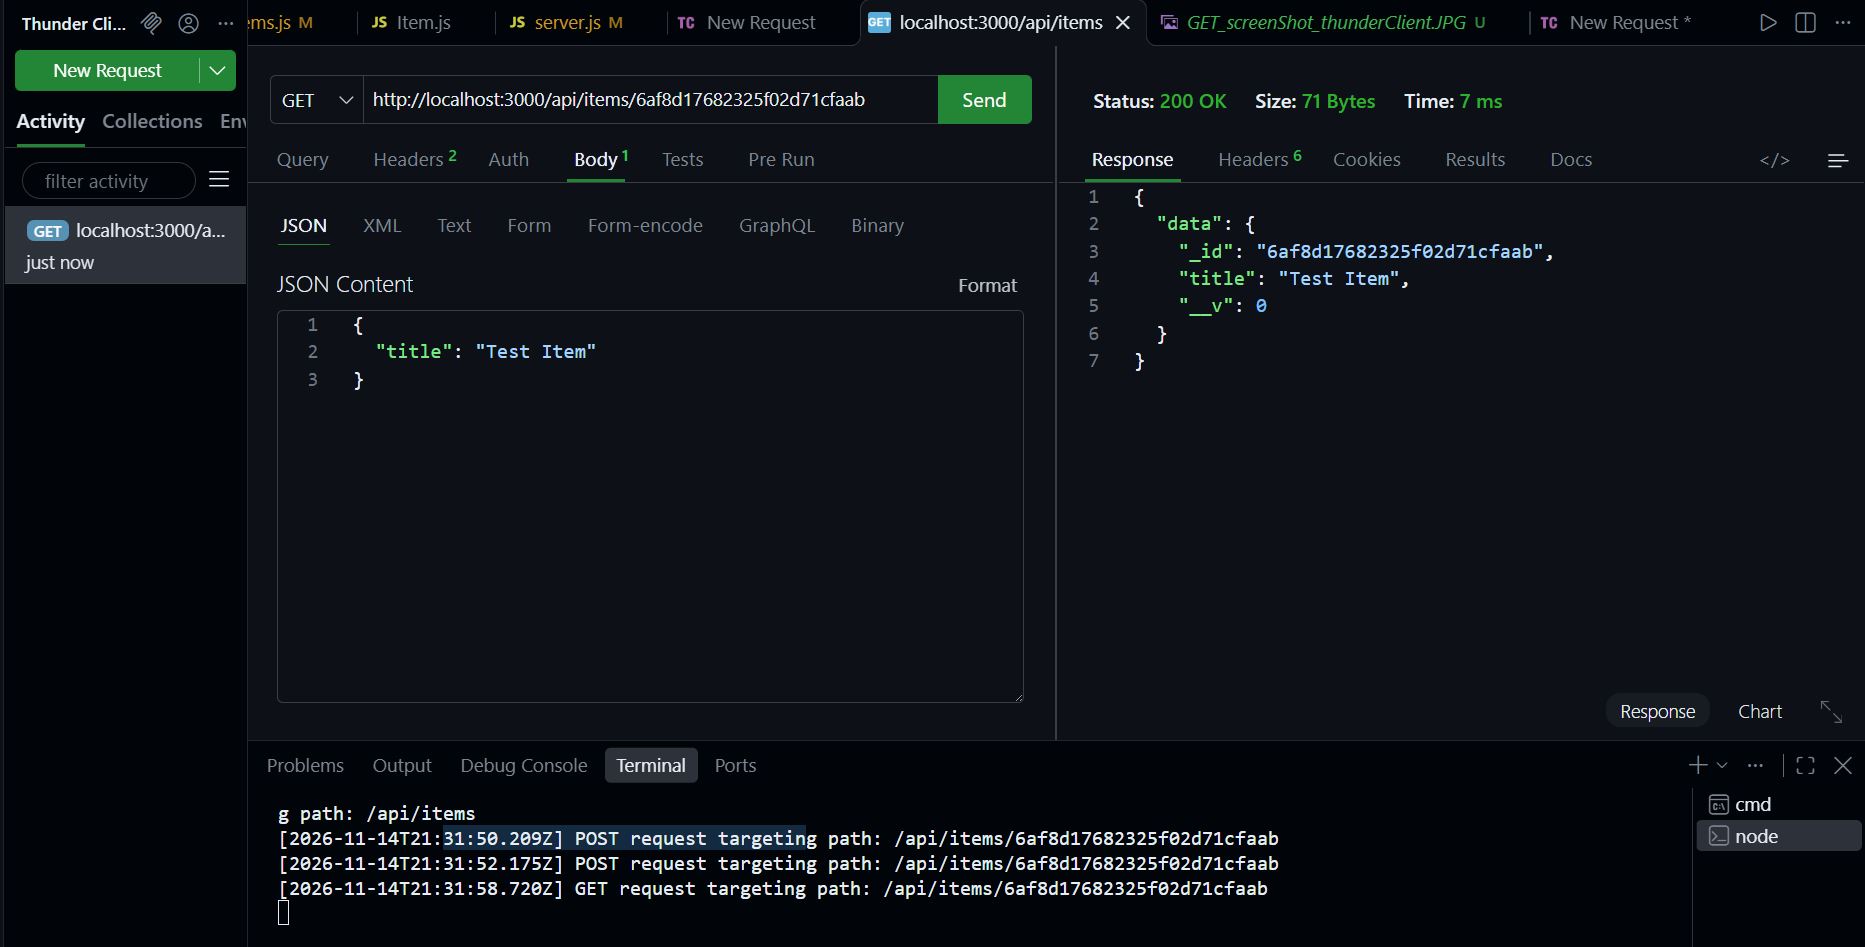 Thunder Cli...
ems.js M
JS Item.js
JS server.js M
TC New Request
GET localhost:3000/api/items
GET_screenShot_thunderClient.JPG U
TC New Request *
New Request
Activity Collections Env
filter activity
GET localhost:3000/a...
just now
GET http://localhost:3000/api/items/6af8d17682325f02d71cfaab Send
Query Headers 2 Auth Body 1 Tests Pre Run
JSON XML Text Form Form-encode GraphQL Binary
JSON Content Format
1 {
2 "title": "Test Item"
3 }
Status: 200 OK Size: 71 Bytes Time: 7 ms
Response Headers 6 Cookies Results Docs </>
1 {
2 "data": {
3 "_id": "6af8d17682325f02d71cfaab",
4 "title": "Test Item",
5 "__v": 0
6 }
7 }
Response Chart
Problems Output Debug Console Terminal Ports
g path: /api/items
[2026-11-14T21:31:50.209Z] POST request targeting path: /api/items/6af8d17682325f02d71cfaab
[2026-11-14T21:31:52.175Z] POST request targeting path: /api/items/6af8d17682325f02d71cfaab
[2026-11-14T21:31:58.720Z] GET request targeting path: /api/items/6af8d17682325f02d71cfaab
cmd
node